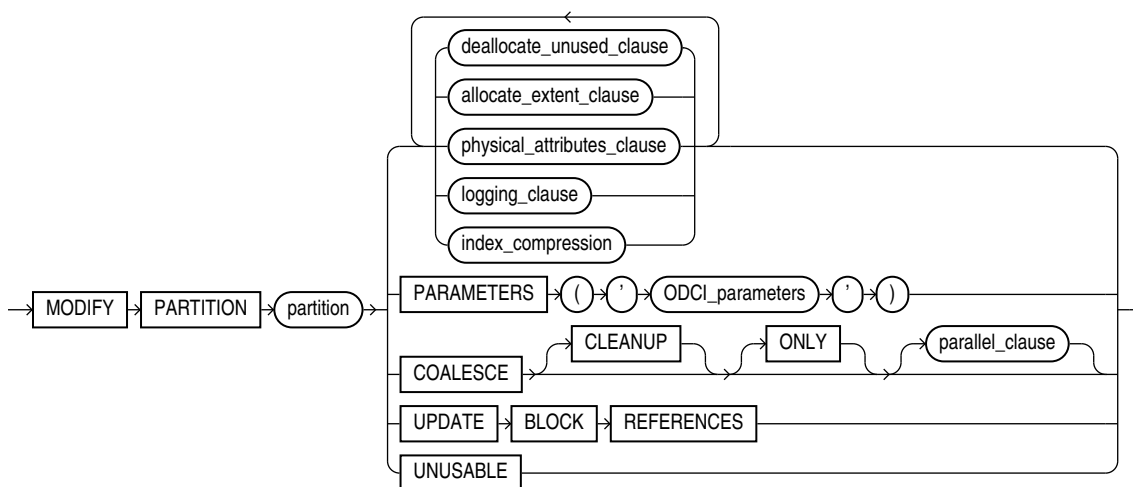 deallocate_unused_clause
allocate_extent_clause
physical_attributes_clause
logging_clause
index_compression
MODIFY PARTITION partition
PARAMETERS ( ' ODCI_parameters ' )
CLEANUP ONLY parallel_clause
COALESCE
UPDATE BLOCK REFERENCES
UNUSABLE